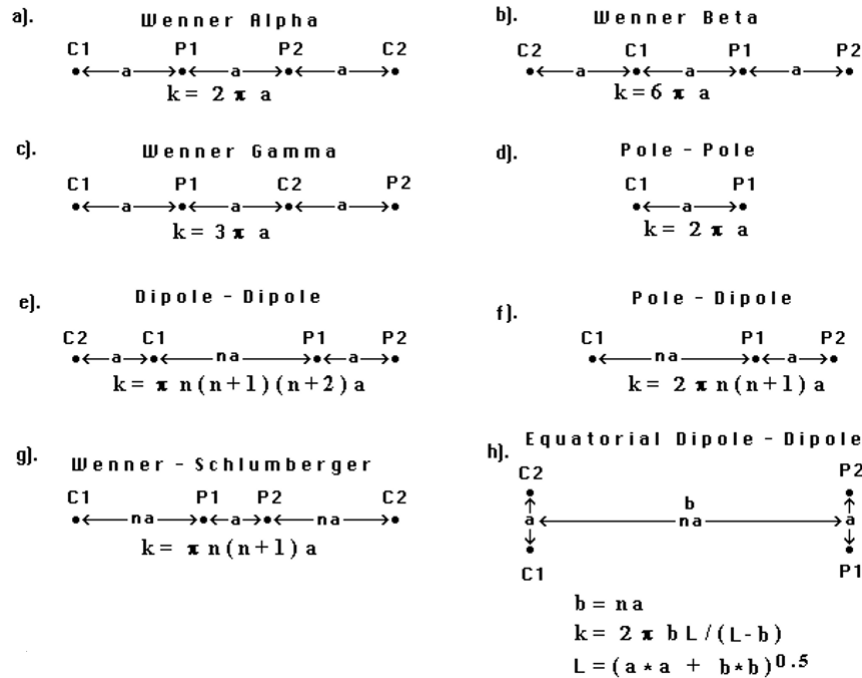 a).
Wenner Alpha
C1 P1 P2 C2
a a a
k = 2 π a
b).
Wenner Beta
C2 C1 P1 P2
a a a
k = 6 π a
c).
Wenner Gamma
C1 P1 C2 P2
a a a
k = 3 π a
d).
Pole - Pole
C1 P1
a
k = 2 π a
e).
Dipole - Dipole
C2 C1 P1 P2
a na a
k = π n(n+1)(n+2)a
f).
Pole - Dipole
C1 P1 P2
na a
k = 2 π n(n+1)a
g).
Wenner - Schlumberger
C1 P1 P2 C2
na a na
k = π n(n+1)a
h).
Equatorial Dipole - Dipole
C2 P2
b
a na a
C1 P1
b = na
k = 2 π bL/(L-b)
L = (a*a + b*b)0.5